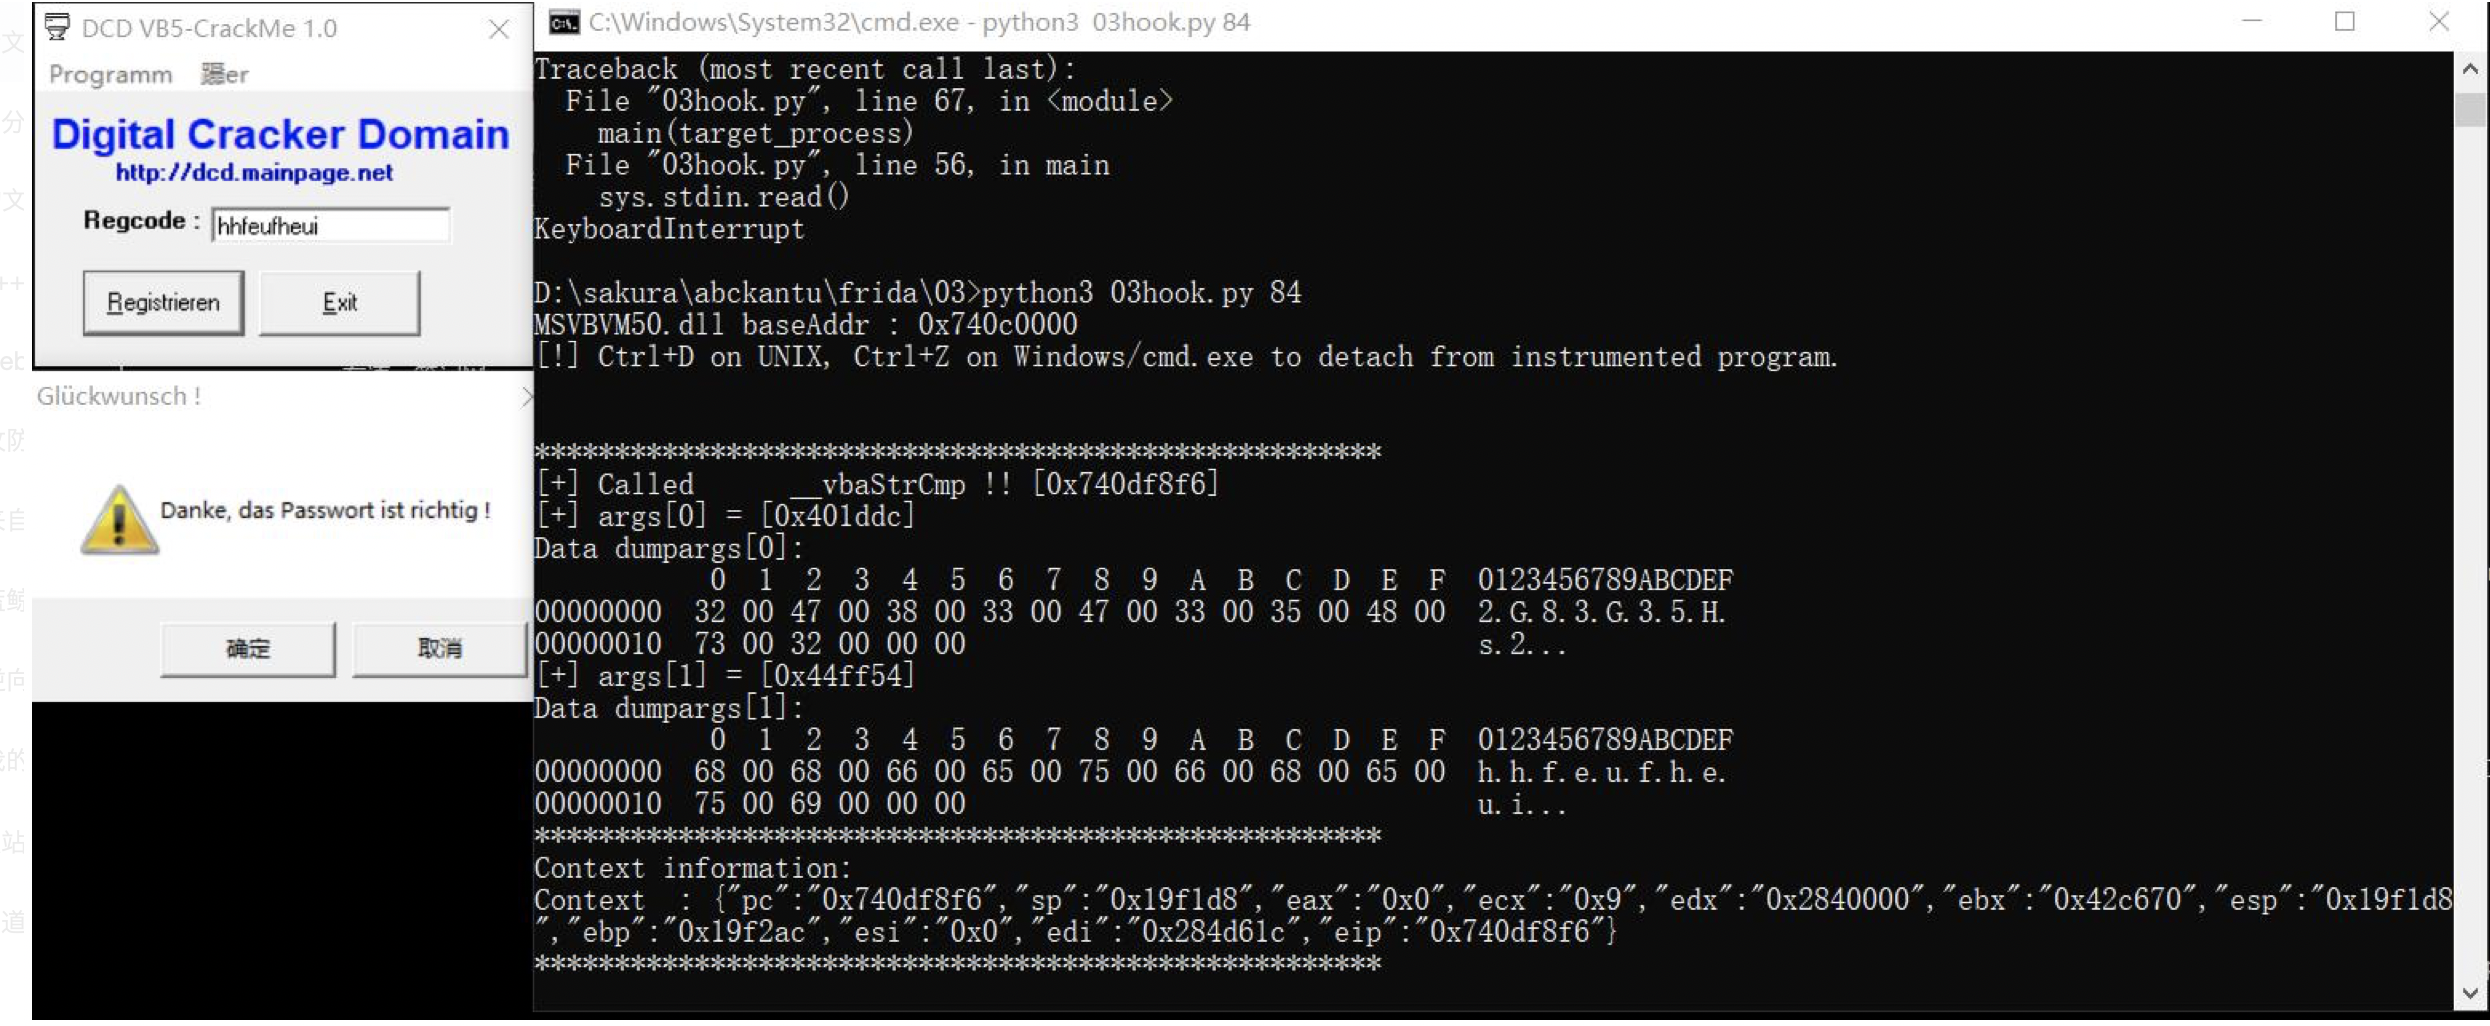 DCD VB5-CrackMe 1.0
Programm er
Digital Cracker Domain
http://dcd.mainpage.net
Regcode : hhfeufheui
Registrieren Exit
Glückwunsch !
Danke, das Passwort ist richtig !
确定 取消
C:\Windows\System32\cmd.exe - python3 03hook.py 84
Traceback (most recent call last):
  File "03hook.py", line 67, in <module>
    main(target_process)
  File "03hook.py", line 56, in main
    sys.stdin.read()
KeyboardInterrupt
D:\sakura\abckantu\frida\03>python3 03hook.py 84
MSVBVM50.dll baseAddr : 0x740c0000
[!] Ctrl+D on UNIX, Ctrl+Z on Windows/cmd.exe to detach from instrumented program.
*****************************************************
[+] Called      __vbaStrCmp !! [0x740df8f6]
[+] args[0] = [0x401ddc]
Data dumpargs[0]:
           0  1  2  3  4  5  6  7  8  9  A  B  C  D  E  F  0123456789ABCDEF
00000000  32 00 47 00 38 00 33 00 47 00 33 00 35 00 48 00  2.G.8.3.G.3.5.H.
00000010  73 00 32 00 00 00                                s.2...
[+] args[1] = [0x44ff54]
Data dumpargs[1]:
           0  1  2  3  4  5  6  7  8  9  A  B  C  D  E  F  0123456789ABCDEF
00000000  68 00 68 00 66 00 65 00 75 00 66 00 68 00 65 00  h.h.f.e.u.f.h.e.
00000010  75 00 69 00 00 00                                u.i...
*****************************************************
Context information:
Context  : {"pc":"0x740df8f6","sp":"0x19f1d8","eax":"0x0","ecx":"0x9","edx":"0x2840000","ebx":"0x42c670","esp":"0x19f1d8
","ebp":"0x19f2ac","esi":"0x0","edi":"0x284d61c","eip":"0x740df8f6"}
*****************************************************